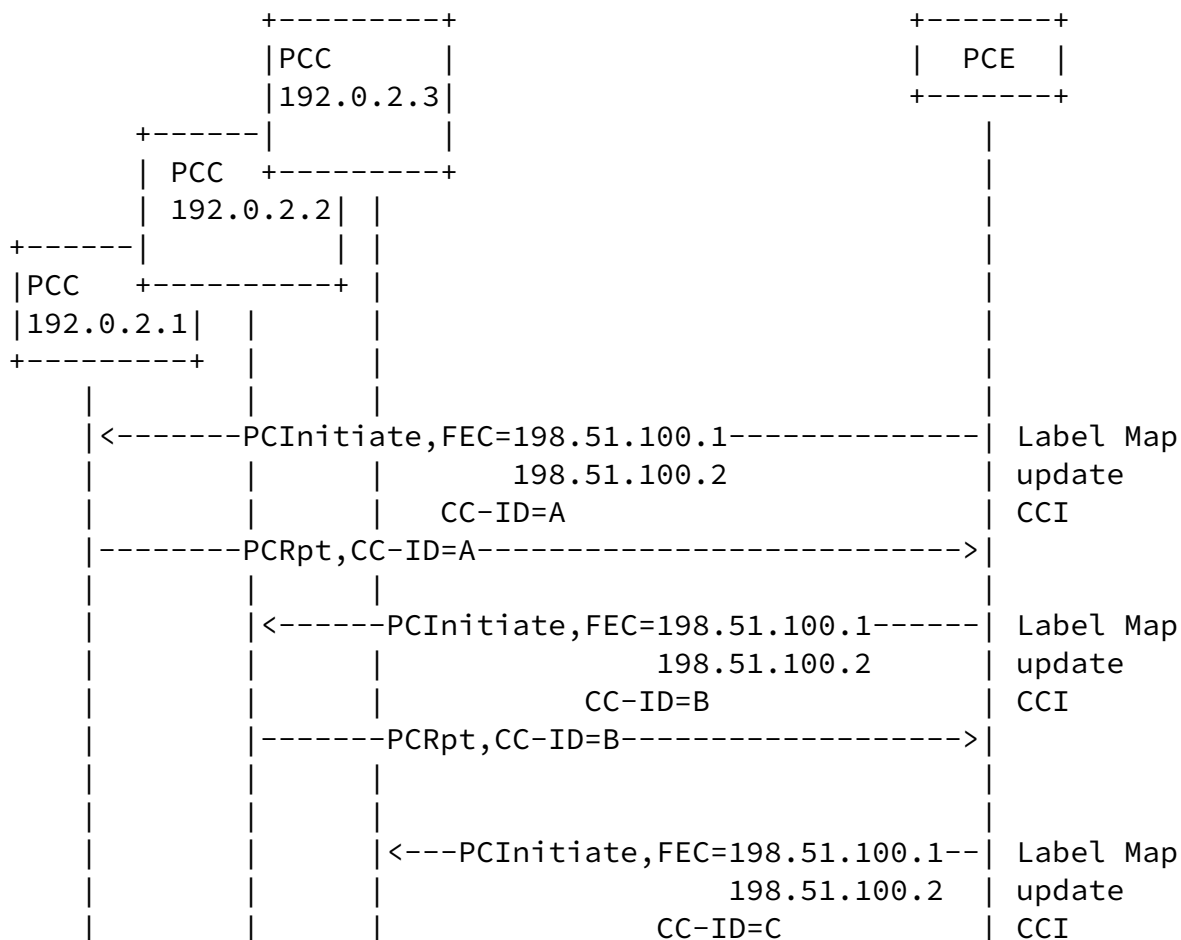 +---------+                          +-------+
               |PCC      |                          |  PCE  |
               |192.0.2.3|                          +-------+
        +------|         |                              |
        | PCC  +---------+                              |
        | 192.0.2.2| |                                  |
+------|           | |                                  |
|PCC   +----------+  |                                  |
|192.0.2.1|   |      |                                  |
+---------+   |      |                                  |
    |         |      |                                  |
    |<-------PCInitiate,FEC=198.51.100.1--------------| Label Map
    |         |      |       198.51.100.2              | update
    |         |      |   CC-ID=A                       | CCI
    |--------PCRpt,CC-ID=A--------------------------->|
    |         |      |                                 |
    |         |<------PCInitiate,FEC=198.51.100.1------| Label Map
    |         |      |               198.51.100.2      | update
    |         |      |           CC-ID=B               | CCI
    |         |-------PCRpt,CC-ID=B------------------->|
    |         |      |                                 |
    |         |      |                                 |
    |         |      |<---PCInitiate,FEC=198.51.100.1--| Label Map
    |         |      |                   198.51.100.2  | update
    |         |      |               CC-ID=C           | CCI